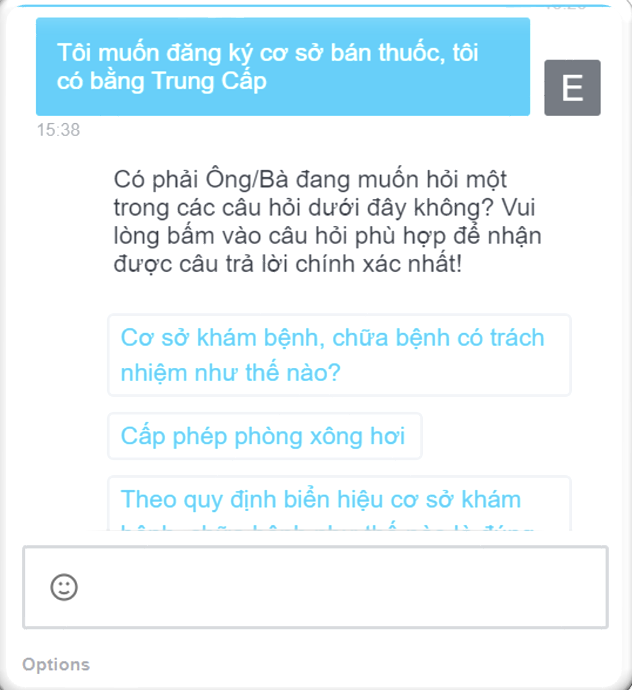 Tôi muốn đăng ký cơ sở bán thuốc, tôi
có bằng Trung Cấp
E
15:38
Có phải Ông/Bà đang muốn hỏi một
trong các câu hỏi dưới đây không? Vui
lòng bấm vào câu hỏi phù hợp để nhận
được câu trả lời chính xác nhất!
Cơ sở khám bệnh, chữa bệnh có trách
nhiệm như thế nào?
Cấp phép phòng xông hơi
Theo quy định biển hiệu cơ sở khám
Options